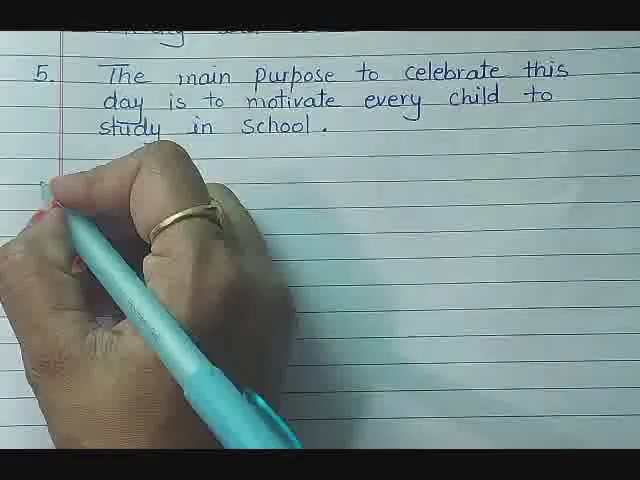 5. The main purpose to celebrate this
day is to motivate every child to
study in school.